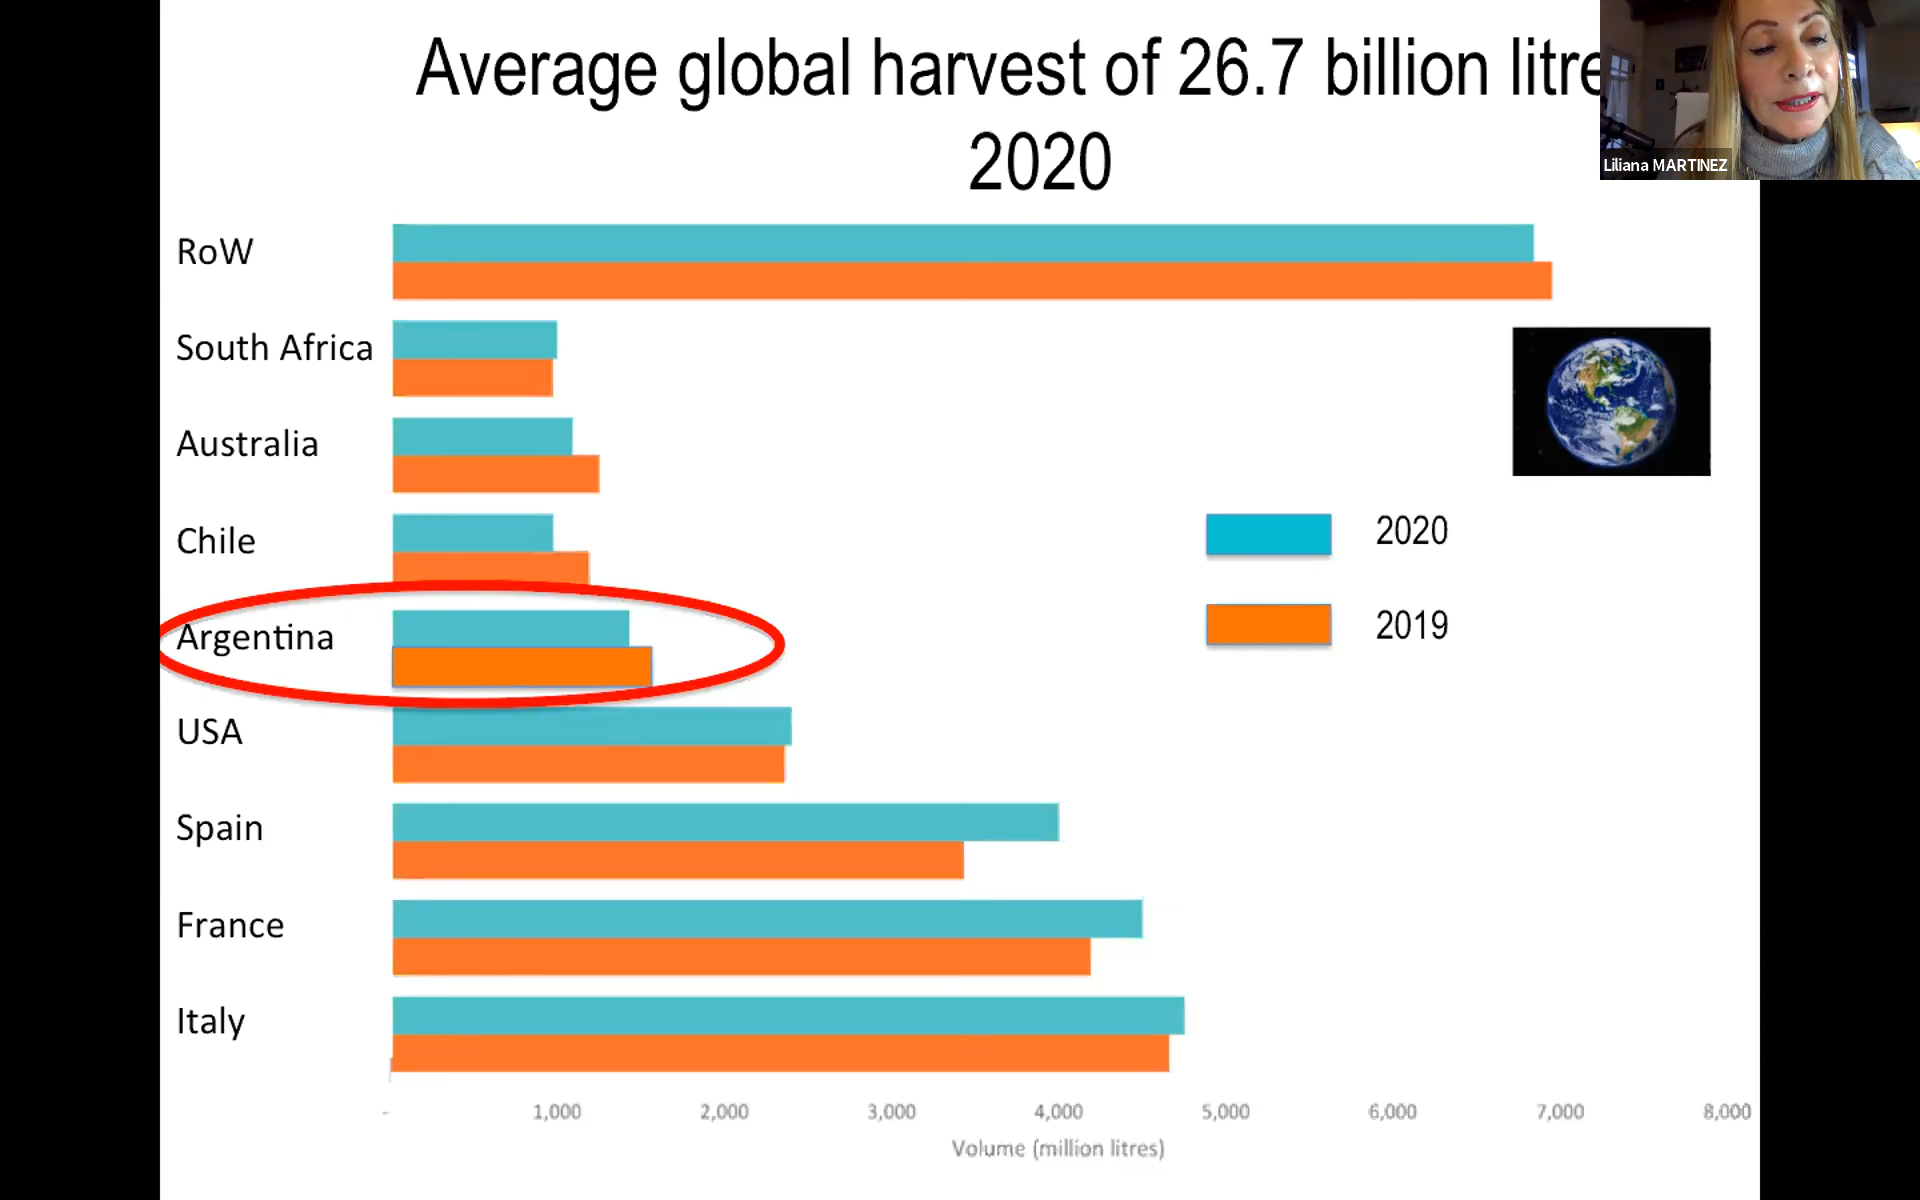 Average global harvest of 26.7 billion litre
2020
Liliana MARTINEZ
RoW
South Africa
Australia
Chile
2020
2019
Argentina
USA
Spain
France
Italy
- 1,000 2,000 3,000 4,000 5,000 6,000 7,000 8,000
Volume (million litres)